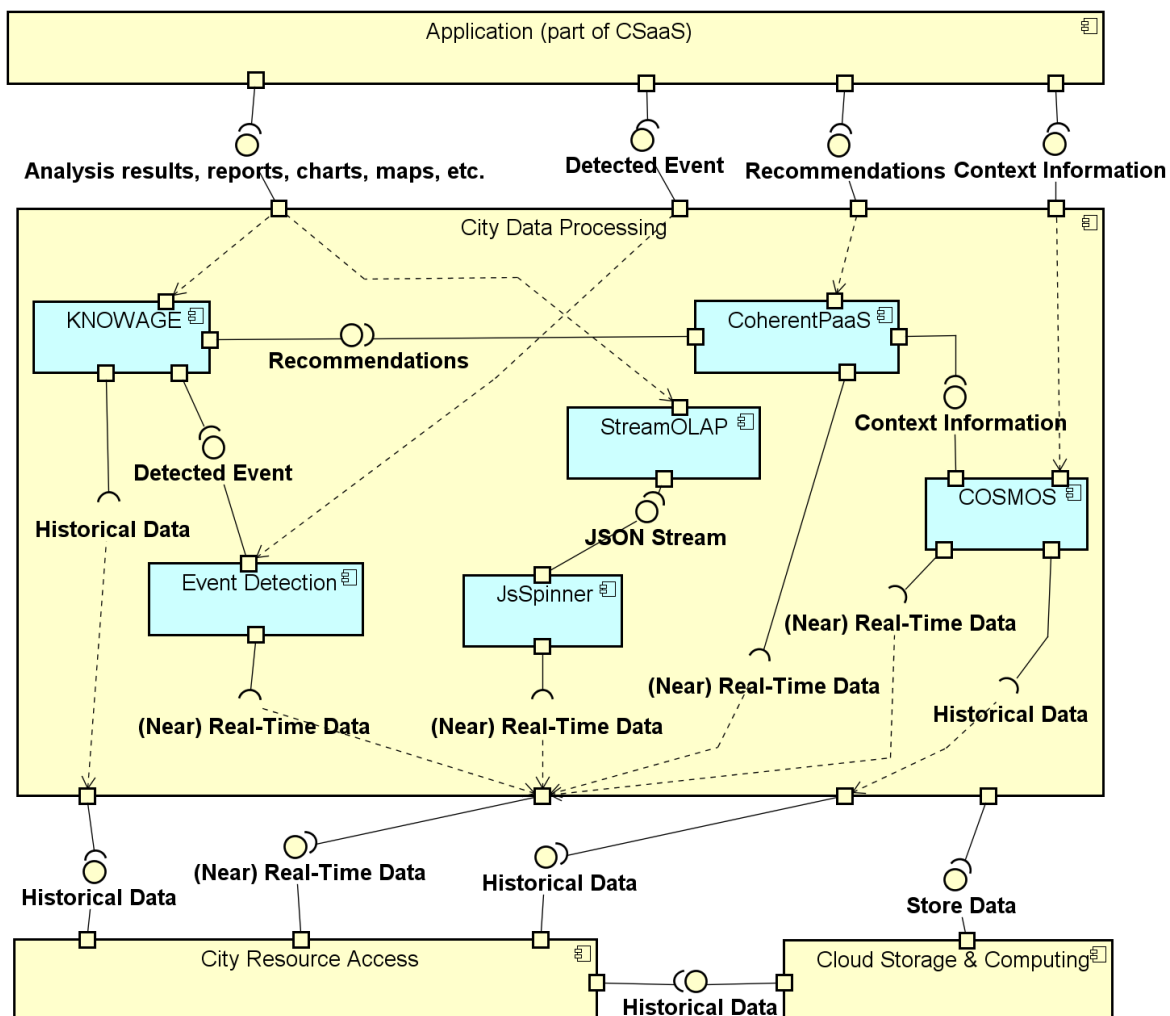 Application (part of CSaaS)
Analysis results, reports, charts, maps, etc.
Detected Event
Recommendations
Context Information
City Data Processing
KNOWAGE
CoherentPaaS
Recommendations
StreamOLAP
Context Information
Detected Event
COSMOS
Historical Data
JSON Stream
Event Detection
JsSpinner
(Near) Real-Time Data
(Near) Real-Time Data
Historical Data
(Near) Real-Time Data
(Near) Real-Time Data
(Near) Real-Time Data
Historical Data
Historical Data
Store Data
City Resource Access
Cloud Storage & Computing
Historical Data